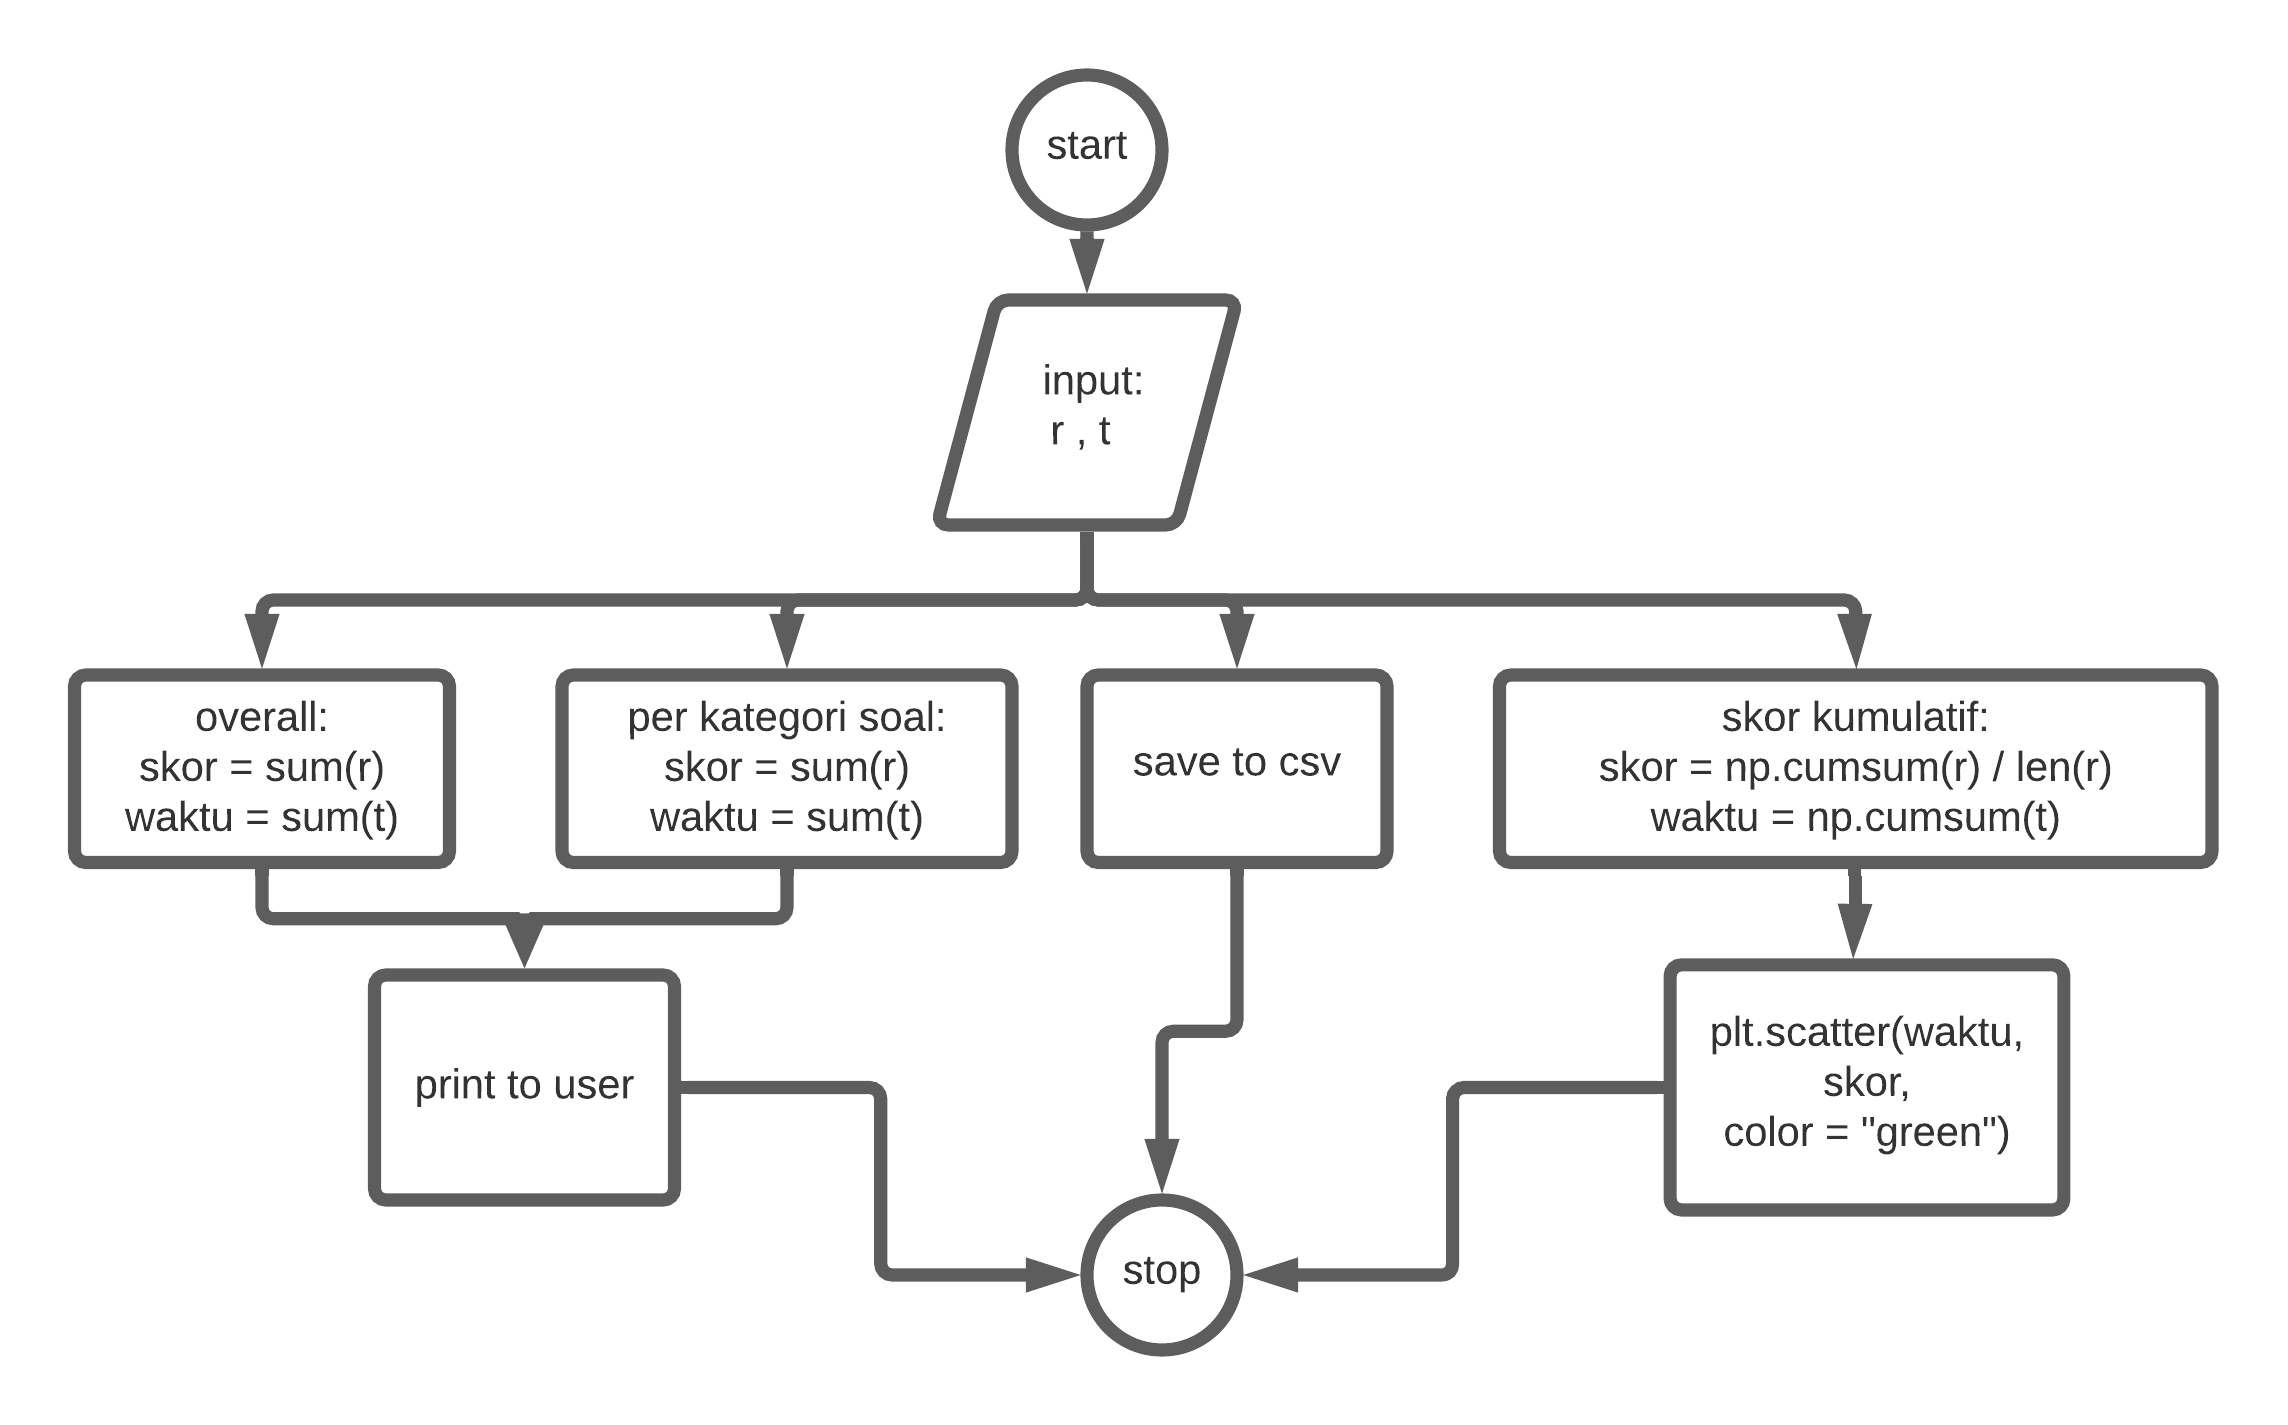 start
input:
r , t
overall:
skor = sum(r)
waktu = sum(t)
per kategori soal:
skor = sum(r)
waktu = sum(t)
save to csv
skor kumulatif:
skor = np.cumsum(r) / len(r)
waktu = np.cumsum(t)
print to user
plt.scatter(waktu,
skor,
color = "green")
stop